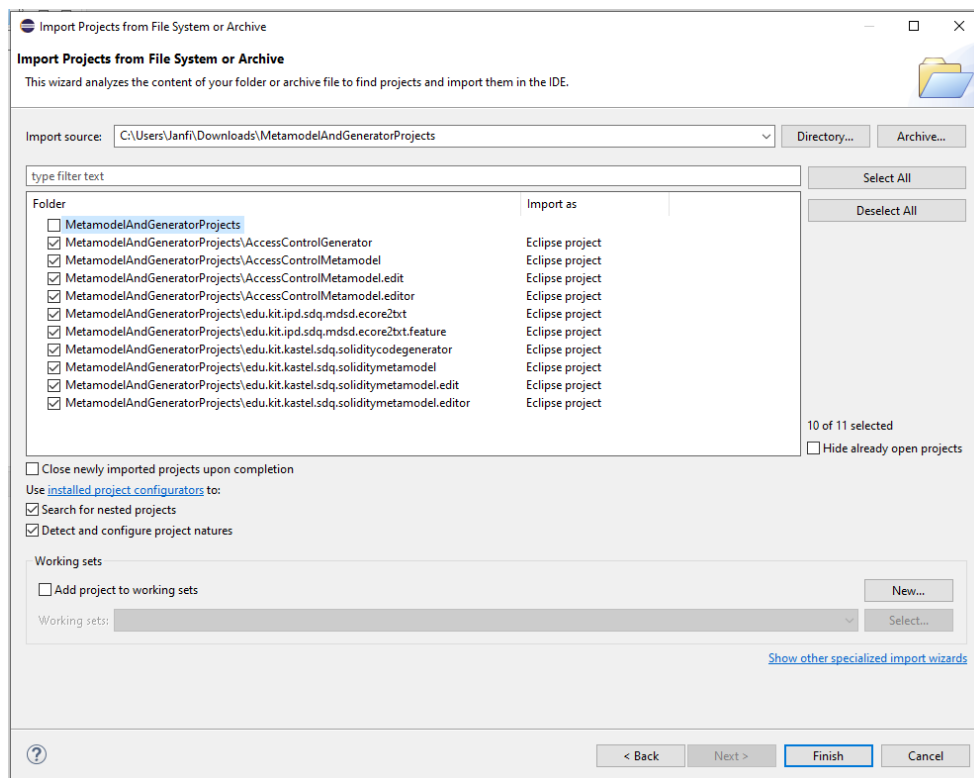 Import Projects from File System or Archive
Import Projects from File System or Archive
This wizard analyzes the content of your folder or archive file to find projects and import them in the IDE.
Import source: C:\Users\Janfi\Downloads\MetamodelAndGeneratorProjects Directory... Archive...
type filter text Select All
Folder Import as Deselect All
MetamodelAndGeneratorProjects
MetamodelAndGeneratorProjects\AccessControlGenerator Eclipse project
MetamodelAndGeneratorProjects\AccessControlMetamodel Eclipse project
MetamodelAndGeneratorProjects\AccessControlMetamodel.edit Eclipse project
MetamodelAndGeneratorProjects\AccessControlMetamodel.editor Eclipse project
MetamodelAndGeneratorProjects\edu.kit.ipd.sdq.mdsd.ecore2txt Eclipse project
MetamodelAndGeneratorProjects\edu.kit.ipd.sdq.mdsd.ecore2txt.feature Eclipse project
MetamodelAndGeneratorProjects\edu.kit.kastel.sdq.soliditycodegenerator Eclipse project
MetamodelAndGeneratorProjects\edu.kit.kastel.sdq.soliditymetamodel Eclipse project
MetamodelAndGeneratorProjects\edu.kit.kastel.sdq.soliditymetamodel.edit Eclipse project
MetamodelAndGeneratorProjects\edu.kit.kastel.sdq.soliditymetamodel.editor Eclipse project
10 of 11 selected
Hide already open projects
Close newly imported projects upon completion
Use installed project configurators to:
Search for nested projects
Detect and configure project natures
Working sets
Add project to working sets New...
Working sets: Select...
Show other specialized import wizards
? < Back Next > Finish Cancel